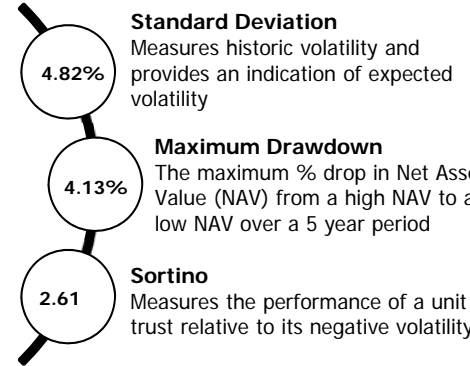 Standard Deviation
Measures historic volatility and
4.82% provides an indication of expected
volatility
Maximum Drawdown
The maximum % drop in Net Asse
4.13% Value (NAV) from a high NAV to a
low NAV over a 5 year period
Sortino
2.61 Measures the performance of a unit
trust relative to its negative volatility